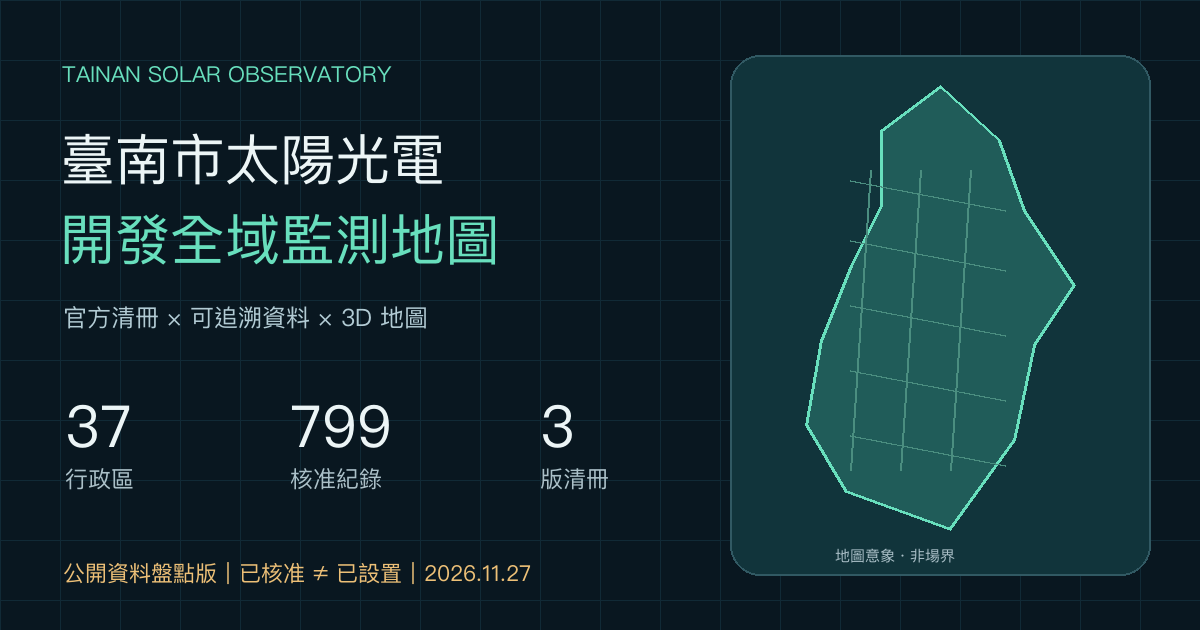 TAINAN SOLAR OBSERVATORY
臺南市太陽光電
開發全域監測地圖
官方清冊 × 可追溯資料 × 3D 地圖
37
行政區
799
核准紀錄
3
版清冊
公開資料盤點版｜已核准 ≠ 已設置｜2026.11.27
地圖意象·非場界